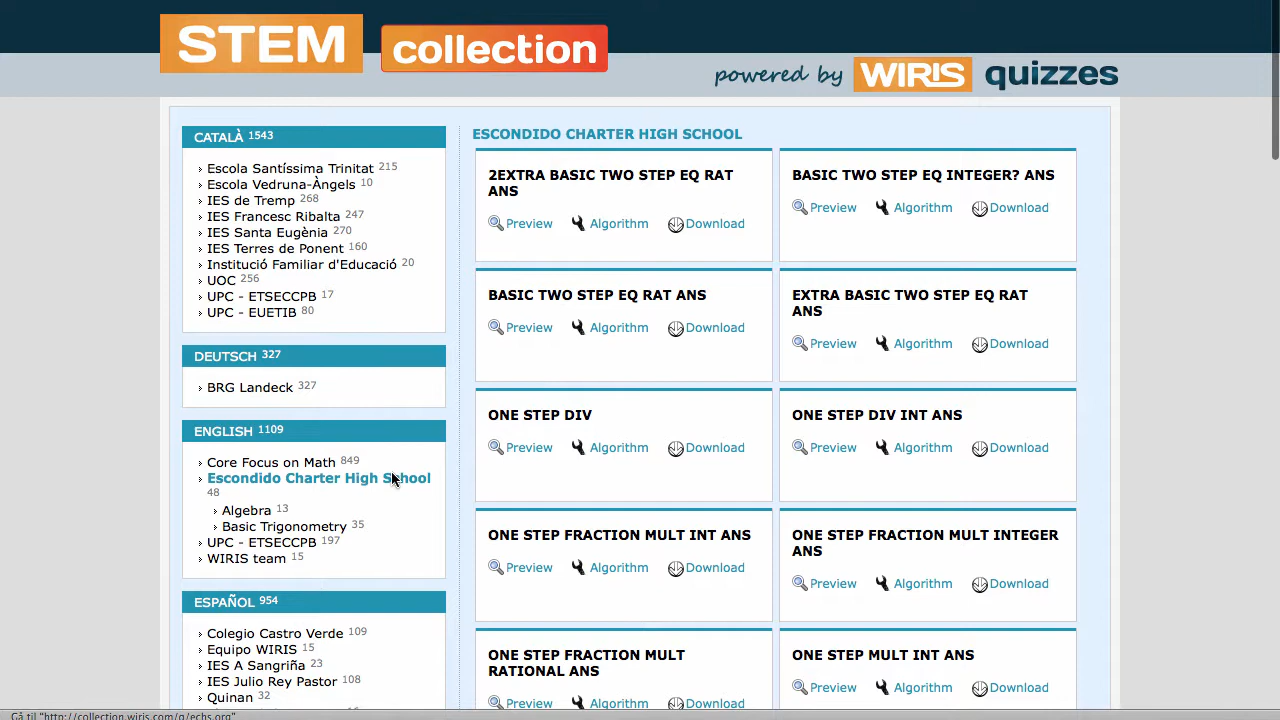 STEM collection
powered by WIRIS quizzes
CATALÀ 1543
Escola Santíssima Trinitat 215
Escola Vedruna-Àngels 10
IES de Tremp 268
IES Francesc Ribalta 247
IES Santa Eugènia 270
IES Terres de Ponent 160
Institució Familiar d'Educació 20
UOC 256
UPC - ETSECCPB 17
UPC - EUETIB 80
DEUTSCH 327
BRG Landeck 327
ENGLISH 1109
Core Focus on Math 849
Escondido Charter High School
48
Algebra 13
Basic Trigonometry 35
UPC - ETSECCPB 197
WIRIS team 15
ESPAÑOL 954
Colegio Castro Verde 109
Equipo WIRIS 15
IES A Sangriña 23
IES Julio Rey Pastor 108
Quinan 32
ESCONDIDO CHARTER HIGH SCHOOL
2EXTRA BASIC TWO STEP EQ RAT
ANS
Preview Algorithm Download
BASIC TWO STEP EQ INTEGER? ANS
Preview Algorithm Download
BASIC TWO STEP EQ RAT ANS
Preview Algorithm Download
EXTRA BASIC TWO STEP EQ RAT
ANS
Preview Algorithm Download
ONE STEP DIV
Preview Algorithm Download
ONE STEP DIV INT ANS
Preview Algorithm Download
ONE STEP FRACTION MULT INT ANS
Preview Algorithm Download
ONE STEP FRACTION MULT INTEGER
ANS
Preview Algorithm Download
ONE STEP FRACTION MULT
RATIONAL ANS
Preview Algorithm Download
ONE STEP MULT INT ANS
Preview Algorithm Download
Gå til "http://collection.wiris.com/q/echs.org"